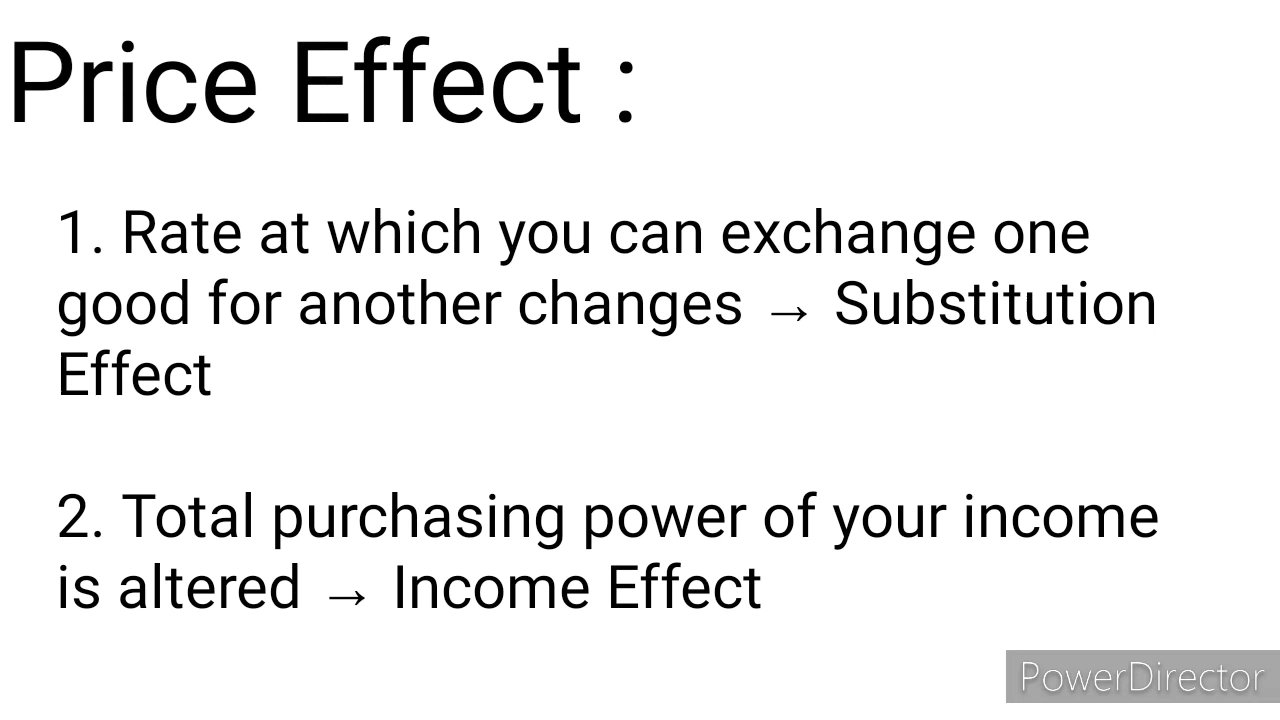 Price Effect :
1. Rate at which you can exchange one
good for another changes → Substitution
Effect
2. Total purchasing power of your income
is altered → Income Effect
PowerDirector